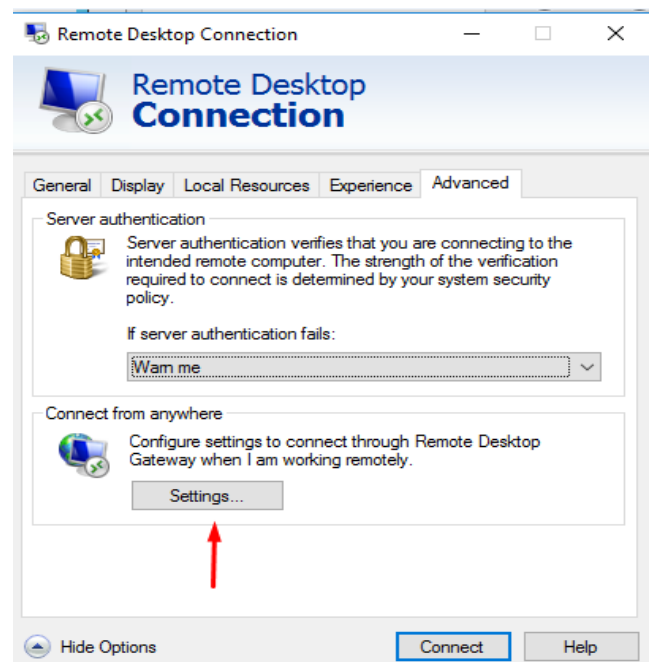 Remote Desktop Connection
Remote Desktop
Connection
General Display Local Resources Experience Advanced
Server authentication
Server authentication verifies that you are connecting to the
intended remote computer. The strength of the verification
required to connect is determined by your system security
policy.
If server authentication fails:
Warn me
Connect from anywhere
Configure settings to connect through Remote Desktop
Gateway when I am working remotely.
Settings...
Hide Options Connect Help